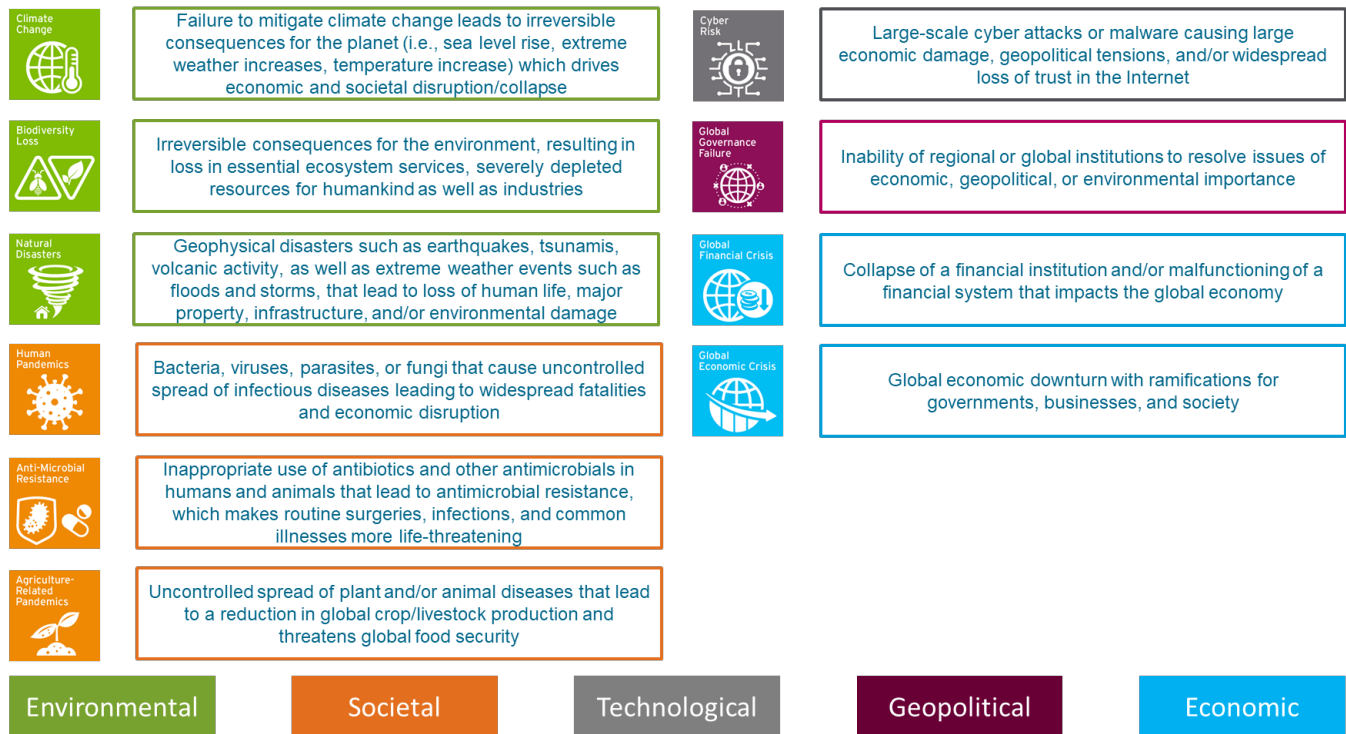 Climate
Change
Failure to mitigate climate change leads to irreversible
consequences for the planet (i.e., sea level rise, extreme
weather increases, temperature increase) which drives
economic and societal disruption/collapse
Biodiversity
Loss
Irreversible consequences for the environment, resulting in
loss in essential ecosystem services, severely depleted
resources for humankind as well as industries
Natural
Disasters
Geophysical disasters such as earthquakes, tsunamis,
volcanic activity, as well as extreme weather events such as
floods and storms, that lead to loss of human life, major
property, infrastructure, and/or environmental damage
Human
Pandemics
Bacteria, viruses, parasites, or fungi that cause uncontrolled
spread of infectious diseases leading to widespread fatalities
and economic disruption
Anti-Microbial
Resistance
Inappropriate use of antibiotics and other antimicrobials in
humans and animals that lead to antimicrobial resistance,
which makes routine surgeries, infections, and common
illnesses more life-threatening
Agriculture-
Related
Pandemics
Uncontrolled spread of plant and/or animal diseases that lead
to a reduction in global crop/livestock production and
threatens global food security
Cyber
Risk
Large-scale cyber attacks or malware causing large
economic damage, geopolitical tensions, and/or widespread
loss of trust in the Internet
Global
Governance
Failure
Inability of regional or global institutions to resolve issues of
economic, geopolitical, or environmental importance
Global
Financial Crisis
Collapse of a financial institution and/or malfunctioning of a
financial system that impacts the global economy
Global
Economic Crisis
Global economic downturn with ramifications for
governments, businesses, and society
Environmental
Societal
Technological
Geopolitical
Economic